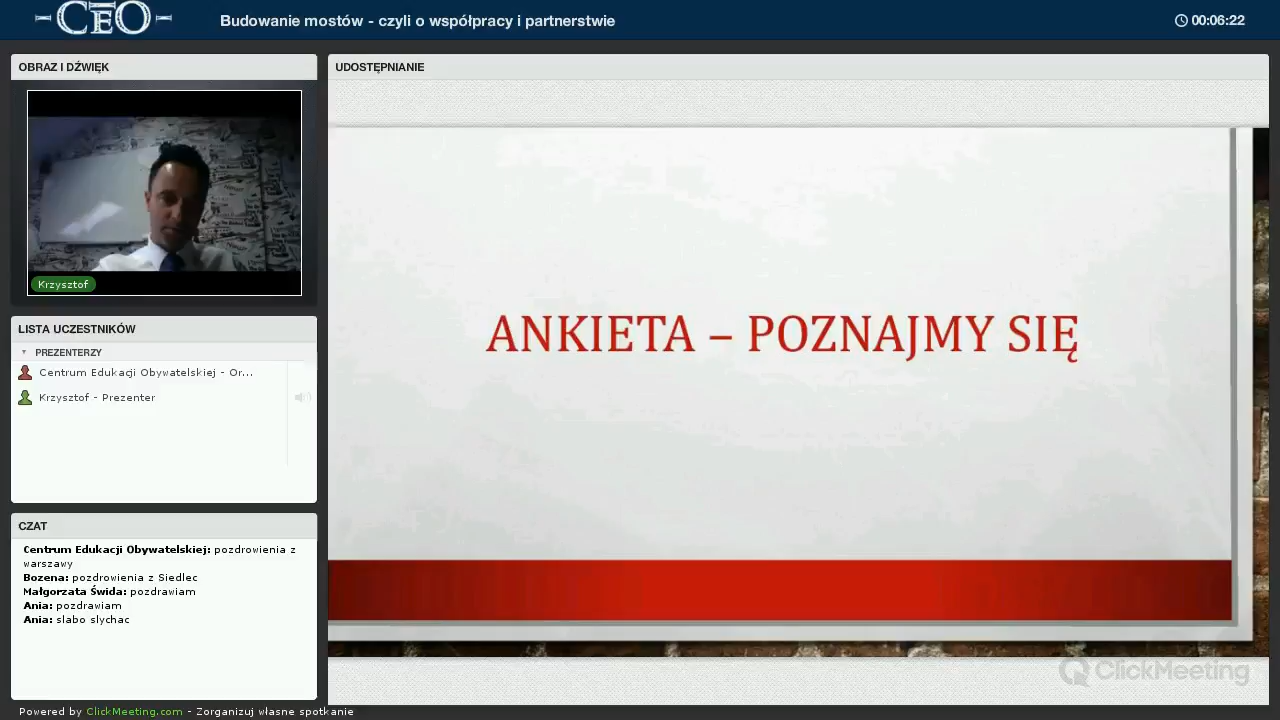 CEO
Budowanie mostów - czyli o współpracy i partnerstwie
00:06:22
OBRAZ I DŹWIĘK
Krzysztof
LISTA UCZESTNIKÓW
PREZENTERZY
Centrum Edukacji Obywatelskiej - Or...
Krzysztof - Prezenter
CZAT
Centrum Edukacji Obywatelskiej: pozdrowienia z
warszawy
Bozena: pozdrowienia z Siedlec
Małgorzata Świda: pozdrawiam
Ania: pozdrawiam
Ania: slabo slychac
UDOSTĘPNIANIE
ANKIETA – POZNAJMY SIĘ
ClickMeeting
Powered by ClickMeeting.com - Zorganizuj własne spotkanie